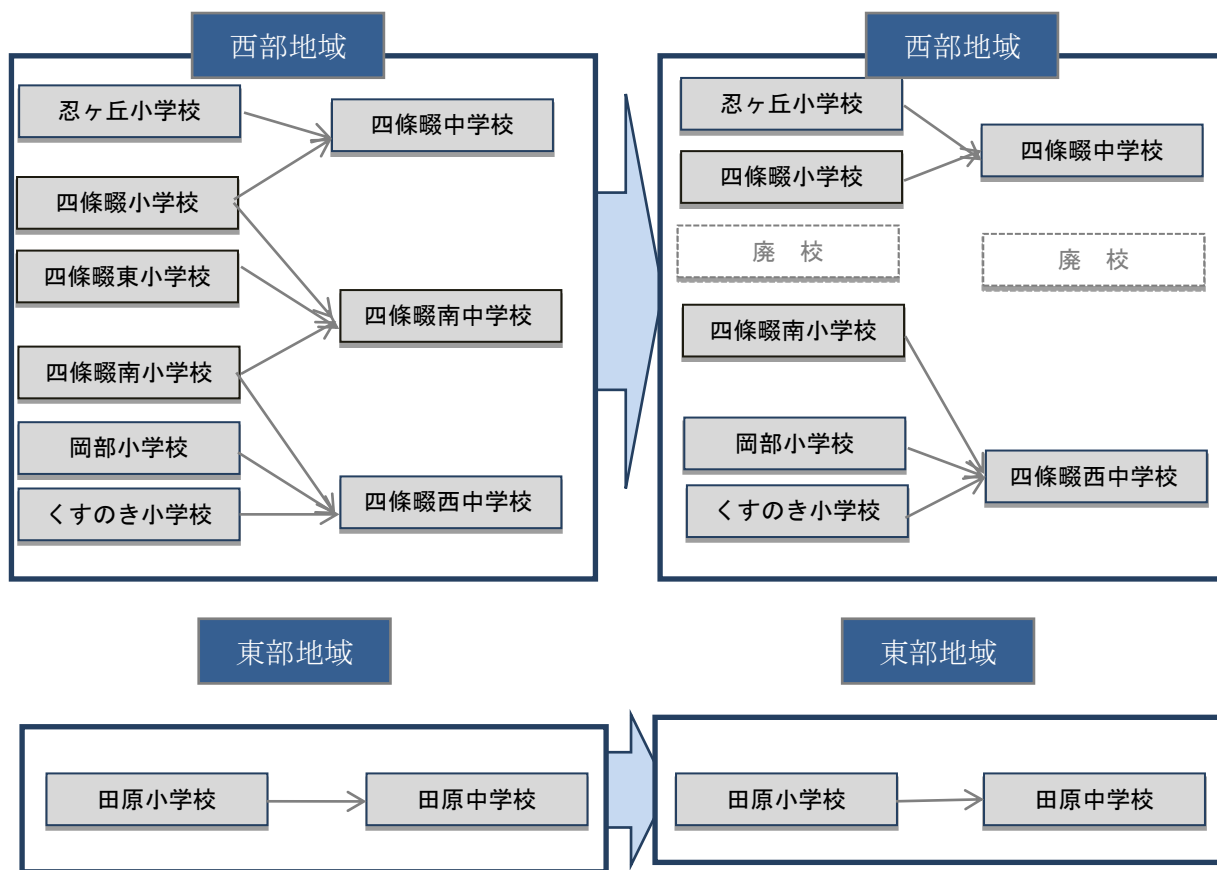 西部地域
忍ヶ丘小学校
四條畷中学校
四條畷小学校
四條畷東小学校
四條畷南中学校
四條畷南小学校
岡部小学校
四條畷西中学校
くすのき小学校
西部地域
忍ヶ丘小学校
四條畷中学校
四條畷小学校
廃　校
廃　校
四條畷南小学校
岡部小学校
四條畷西中学校
くすのき小学校
東部地域
田原小学校
田原中学校
東部地域
田原小学校
田原中学校